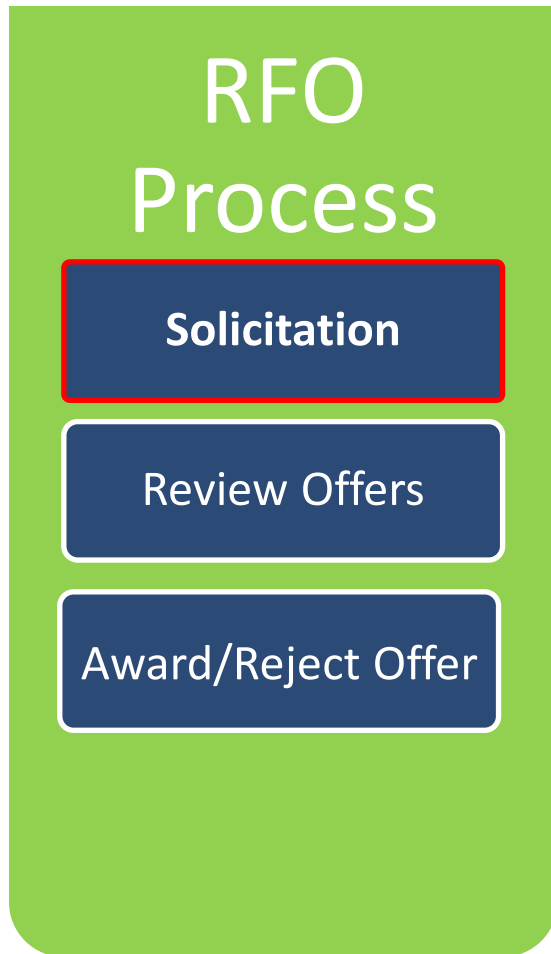 RFO
Process
Solicitation
Review Offers
Award/Reject Offer